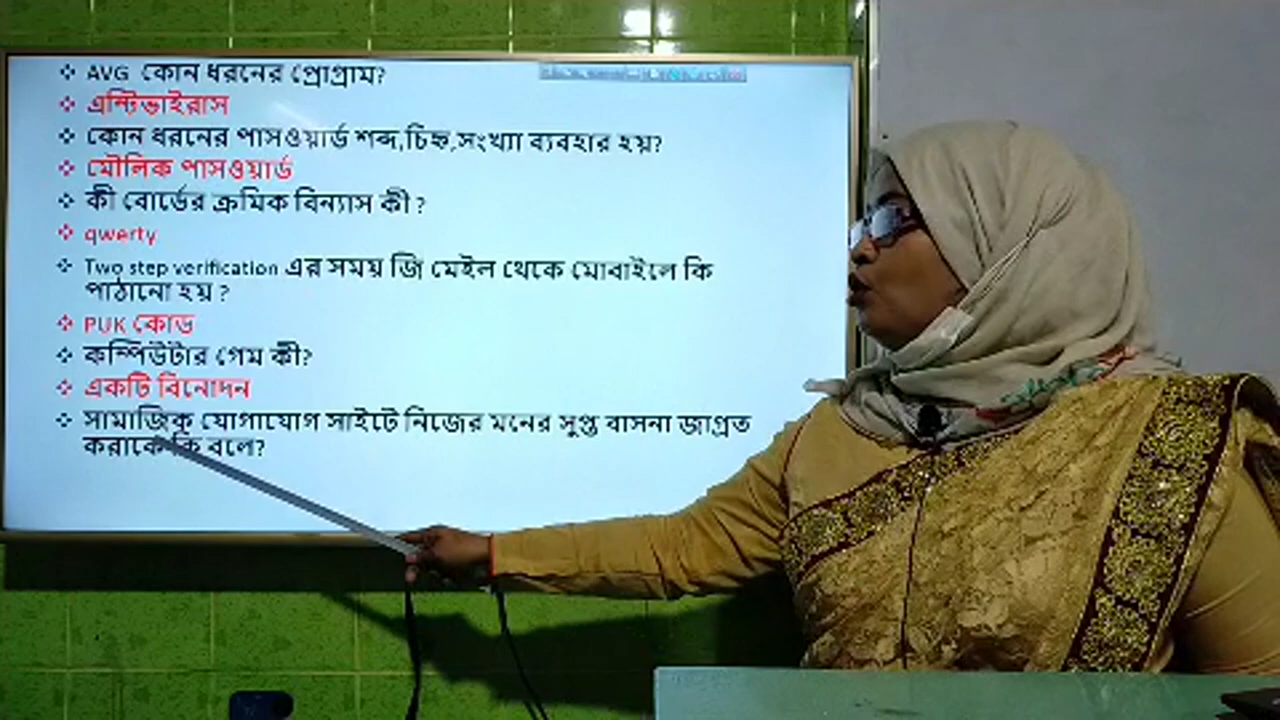 ❖ AVG কোন ধরনের প্রোগ্রাম?
❖ এন্টিভাইরাস
❖ কোন ধরনের পাসওয়ার্ড শব্দ,চিহ্ন,সংখ্যা ব্যবহার হয়?
❖ মৌলিক পাসওয়ার্ড
❖ কী বোর্ডের ক্রমিক বিন্যাস কী ?
❖ qwerty
❖ Two step verification এর সময় জি মেইল থেকে মোবাইলে কি
পাঠানো হয় ?
❖ PUK কোড
❖ কম্পিউটার গেম কী?
❖ একটি বিনোদন
❖ সামাজিক যোগাযোগ সাইটে নিজের মনের সুপ্ত বাসনা জাগ্রত
করাকে কি বলে?